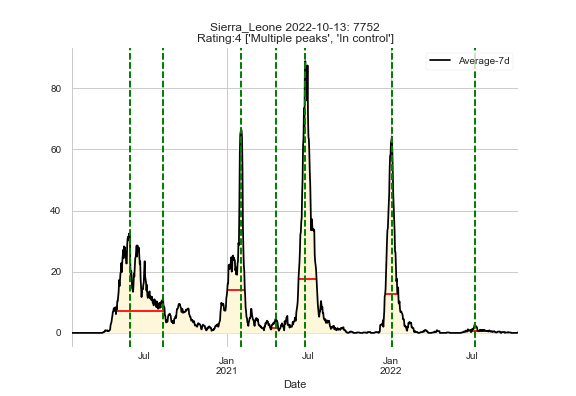 Sierra_Leone 2022-10-13: 7752
Rating:4 ['Multiple peaks', 'In control']
Average-7d
80
60
40
20
0
Jul
Jan
2021
Jul
Jan
2022
Jul
Date